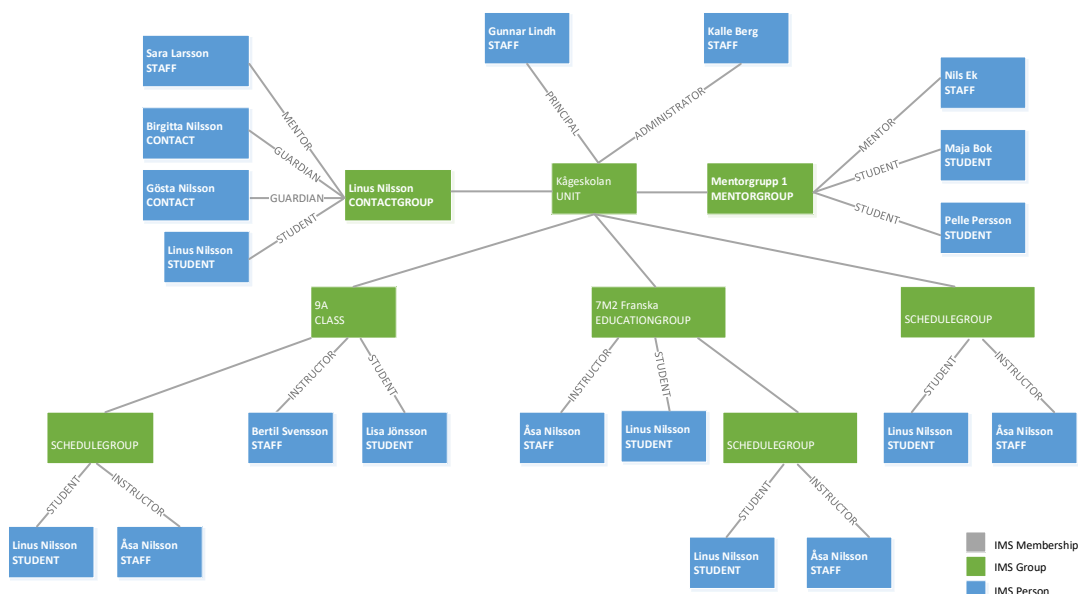 Gunnar Lindh
STAFF
Kalle Berg
STAFF
Sara Larsson
STAFF
Nils Ek
STAFF
PRINCIPAL
ADMINISTRATOR
MENTOR
MENTOR
Birgitta Nilsson
CONTACT
GUARDIAN
Maja Bok
STUDENT
STUDENT
Gösta Nilsson
CONTACT
GUARDIAN
Linus Nilsson
CONTACTGROUP
Kågeskolan
UNIT
Mentorgrupp 1
MENTORGROUP
STUDENT
Pelle Persson
STUDENT
STUDENT
Linus Nilsson
STUDENT
9A
CLASS
7M2 Franska
EDUCATIONGROUP
SCHEDULEGROUP
INSTRUCTOR
STUDENT
INSTRUCTOR
STUDENT
STUDENT
INSTRUCTOR
SCHEDULEGROUP
Bertil Svensson
STAFF
Lisa Jönsson
STUDENT
Åsa Nilsson
STAFF
Linus Nilsson
STUDENT
SCHEDULEGROUP
Linus Nilsson
STUDENT
Åsa Nilsson
STAFF
STUDENT
INSTRUCTOR
STUDENT
INSTRUCTOR
Linus Nilsson
STUDENT
Åsa Nilsson
STAFF
Linus Nilsson
STUDENT
Åsa Nilsson
STAFF
IMS Membership
IMS Group
IMS Person